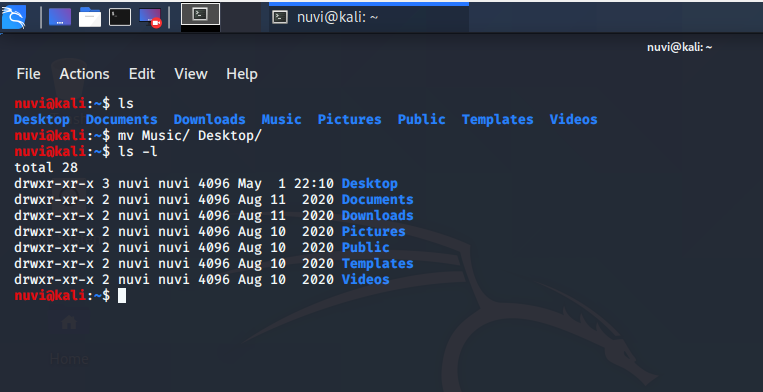 nuvi@kali: ~
nuvi@kali: ~
File Actions Edit View Help
nuvi@kali:~$ ls
Desktop Documents Downloads Music Pictures Public Templates Videos
nuvi@kali:~$ mv Music/ Desktop/
nuvi@kali:~$ ls -l
total 28
drwxr-xr-x 3 nuvi nuvi 4096 May  1 22:10 Desktop
drwxr-xr-x 2 nuvi nuvi 4096 Aug 11  2020 Documents
drwxr-xr-x 2 nuvi nuvi 4096 Aug 11  2020 Downloads
drwxr-xr-x 2 nuvi nuvi 4096 Aug 10  2020 Pictures
drwxr-xr-x 2 nuvi nuvi 4096 Aug 10  2020 Public
drwxr-xr-x 2 nuvi nuvi 4096 Aug 10  2020 Templates
drwxr-xr-x 2 nuvi nuvi 4096 Aug 10  2020 Videos
nuvi@kali:~$
Home